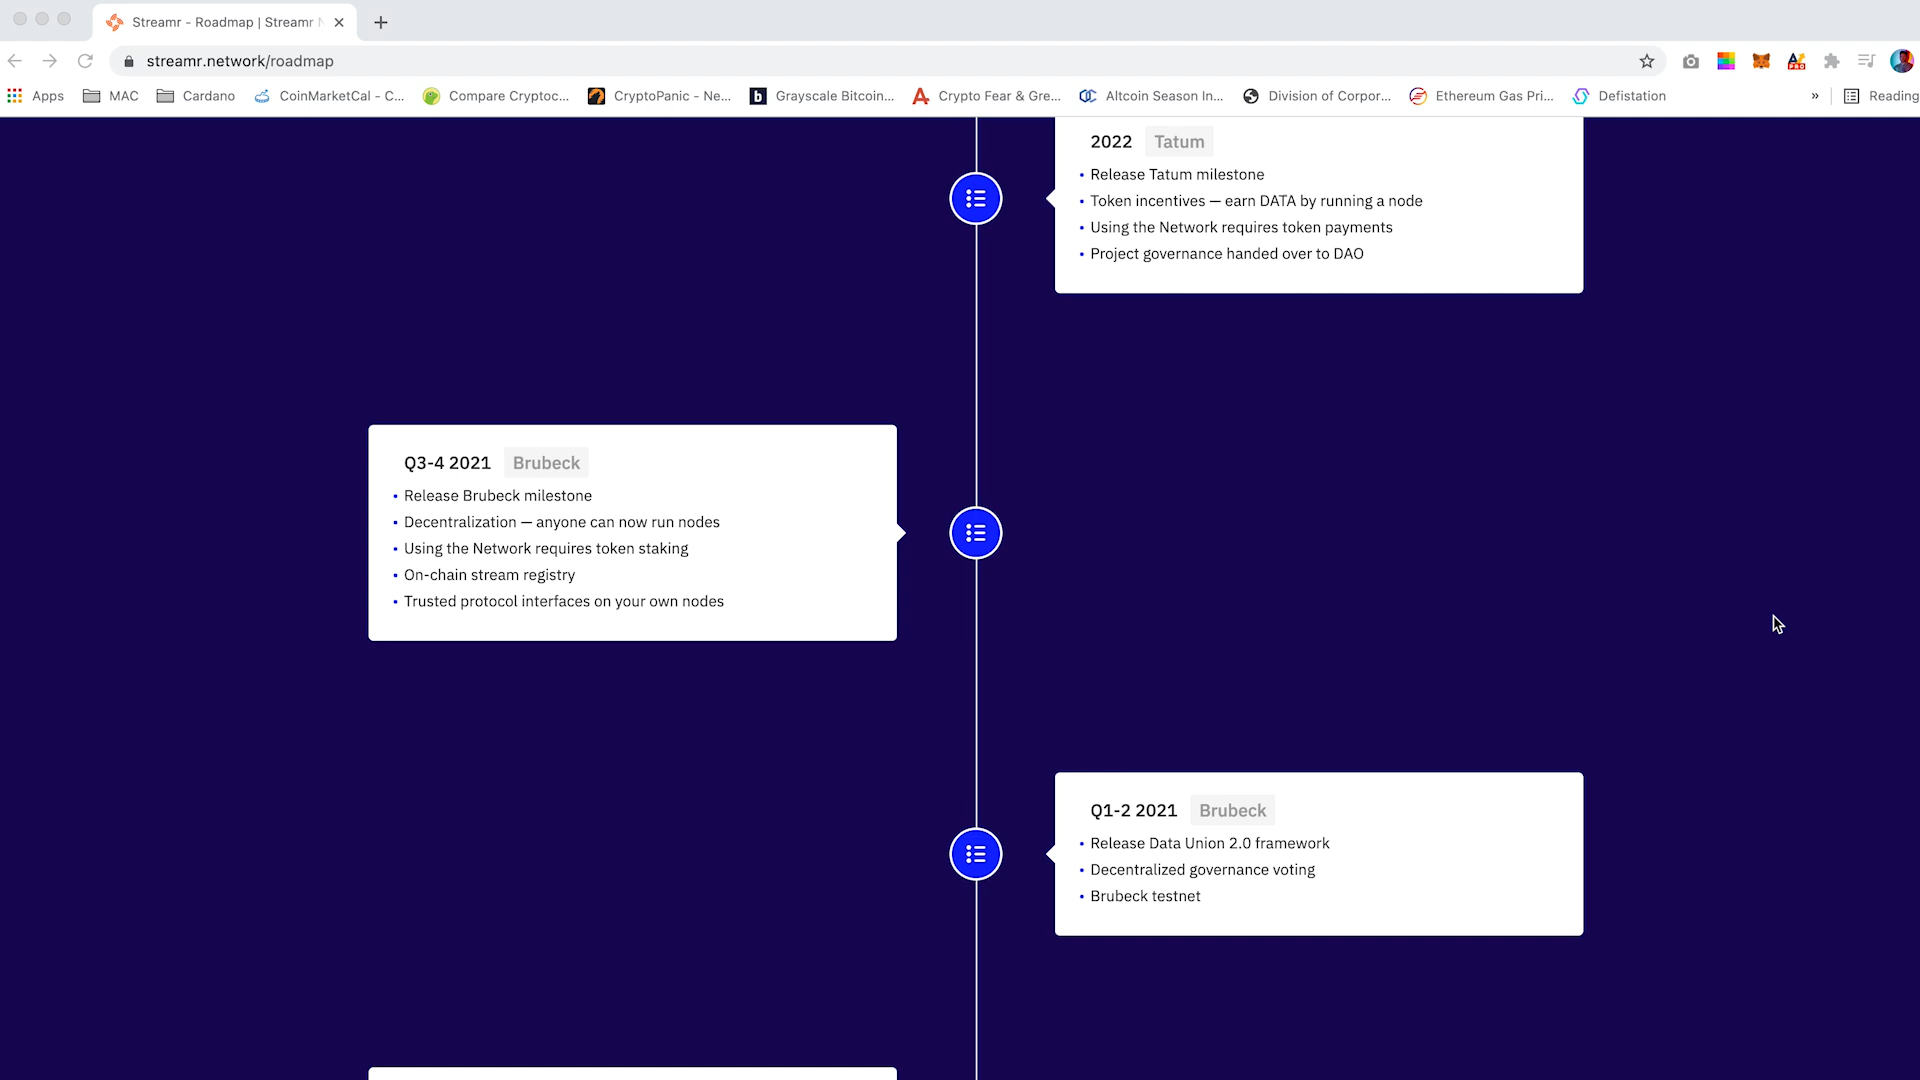 Streamr - Roadmap | Streamr N
streamr.network/roadmap
Apps
MAC
Cardano
CoinMarketCal - C...
Compare Cryptoc...
CryptoPanic - Ne...
b
Grayscale Bitcoin...
Crypto Fear & Gre...
Altcoin Season In...
Division of Corpor...
Ethereum Gas Pri...
Defistation
»
Reading
2022 Tatum
• Release Tatum milestone
• Token incentives — earn DATA by running a node
• Using the Network requires token payments
• Project governance handed over to DAO
Q3-4 2021 Brubeck
• Release Brubeck milestone
• Decentralization — anyone can now run nodes
• Using the Network requires token staking
• On-chain stream registry
• Trusted protocol interfaces on your own nodes
Q1-2 2021 Brubeck
• Release Data Union 2.0 framework
• Decentralized governance voting
• Brubeck testnet